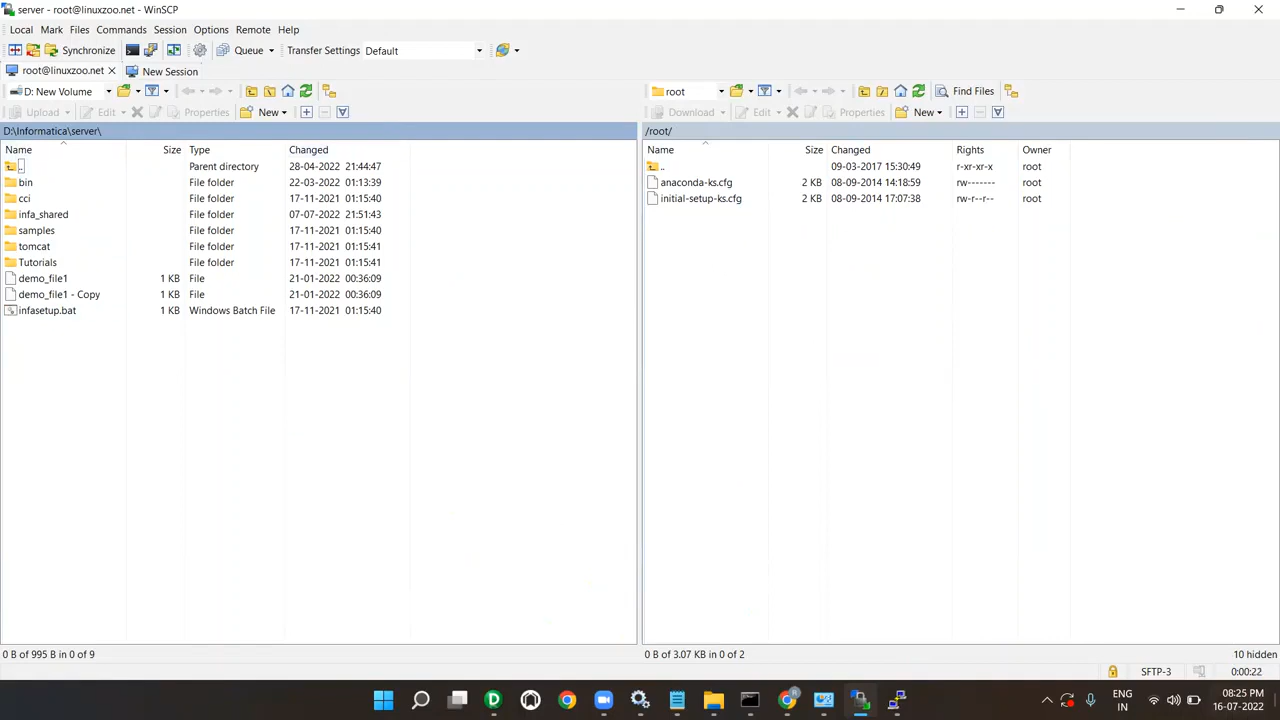 server - root@linuxzoo.net - WinSCP
Local Mark Files Commands Session Options Remote Help
Synchronize Queue Transfer Settings Default
root@linuxzoo.net New Session
D: New Volume
root Find Files
Upload Edit Properties New
Download Edit Properties New
D:\Informatica\server\
/root/
Name Size Type Changed
.. Parent directory 28-04-2022 21:44:47
bin File folder 22-03-2022 01:13:39
cci File folder 17-11-2021 01:15:40
infa_shared File folder 07-07-2022 21:51:43
samples File folder 17-11-2021 01:15:40
tomcat File folder 17-11-2021 01:15:41
Tutorials File folder 17-11-2021 01:15:41
demo_file1 1 KB File 21-01-2022 00:36:09
demo_file1 - Copy 1 KB File 21-01-2022 00:36:09
infasetup.bat 1 KB Windows Batch File 17-11-2021 01:15:40
Name Size Changed Rights Owner
.. 09-03-2017 15:30:49 r-xr-xr-x root
anaconda-ks.cfg 2 KB 08-09-2014 14:18:59 rw------- root
initial-setup-ks.cfg 2 KB 08-09-2014 17:07:38 rw-r--r-- root
0 B of 995 B in 0 of 9
0 B of 3.07 KB in 0 of 2
10 hidden
SFTP-3 0:00:22
ENG
IN
08:25 PM
16-07-2022